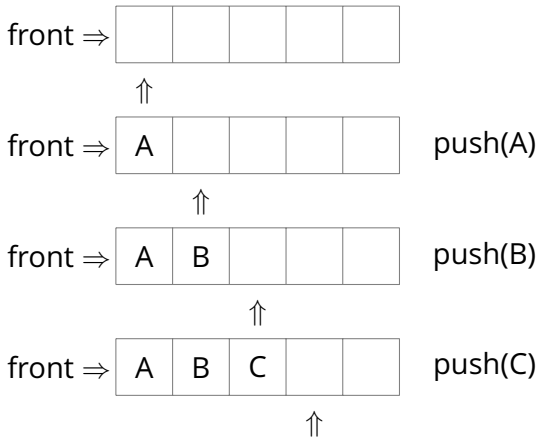 front ⇒
⇑
front ⇒ A push(A)
⇑
front ⇒ A B push(B)
⇑
front ⇒ A B C push(C)
⇑